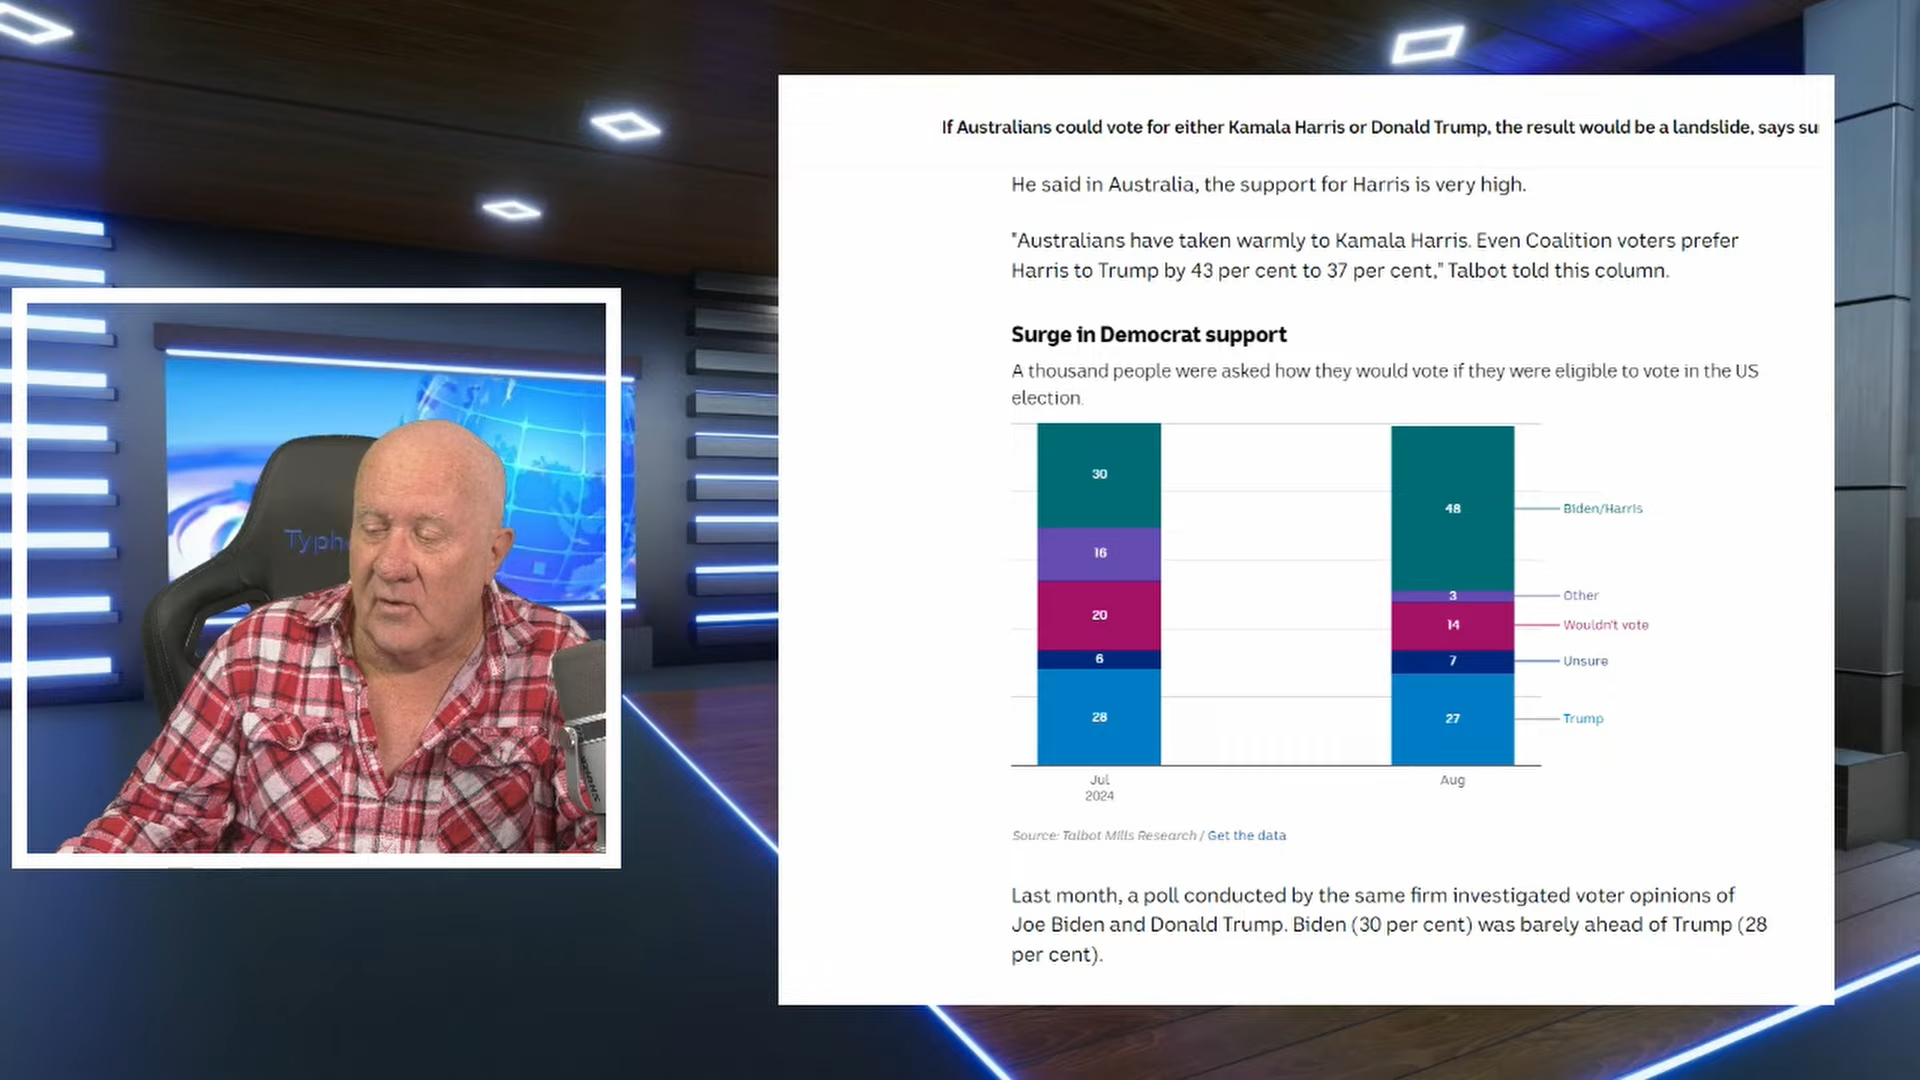 If Australians could vote for either Kamala Harris or Donald Trump, the result would be a landslide, says
He said in Australia, the support for Harris is very high.
"Australians have taken warmly to Kamala Harris. Even Coalition voters prefer
Harris to Trump by 43 per cent to 37 per cent," Talbot told this column.
Surge in Democrat support
A thousand people were asked how they would vote if they were eligible to vote in the US
election.
30
48
Biden/Harris
16
3
Other
20
14
Wouldn't vote
6
7
Unsure
28
27
Trump
Jul
2024
Aug
Source: Talbot Mills Research / Get the data
Last month, a poll conducted by the same firm investigated voter opinions of
Joe Biden and Donald Trump. Biden (30 per cent) was barely ahead of Trump (28
per cent).